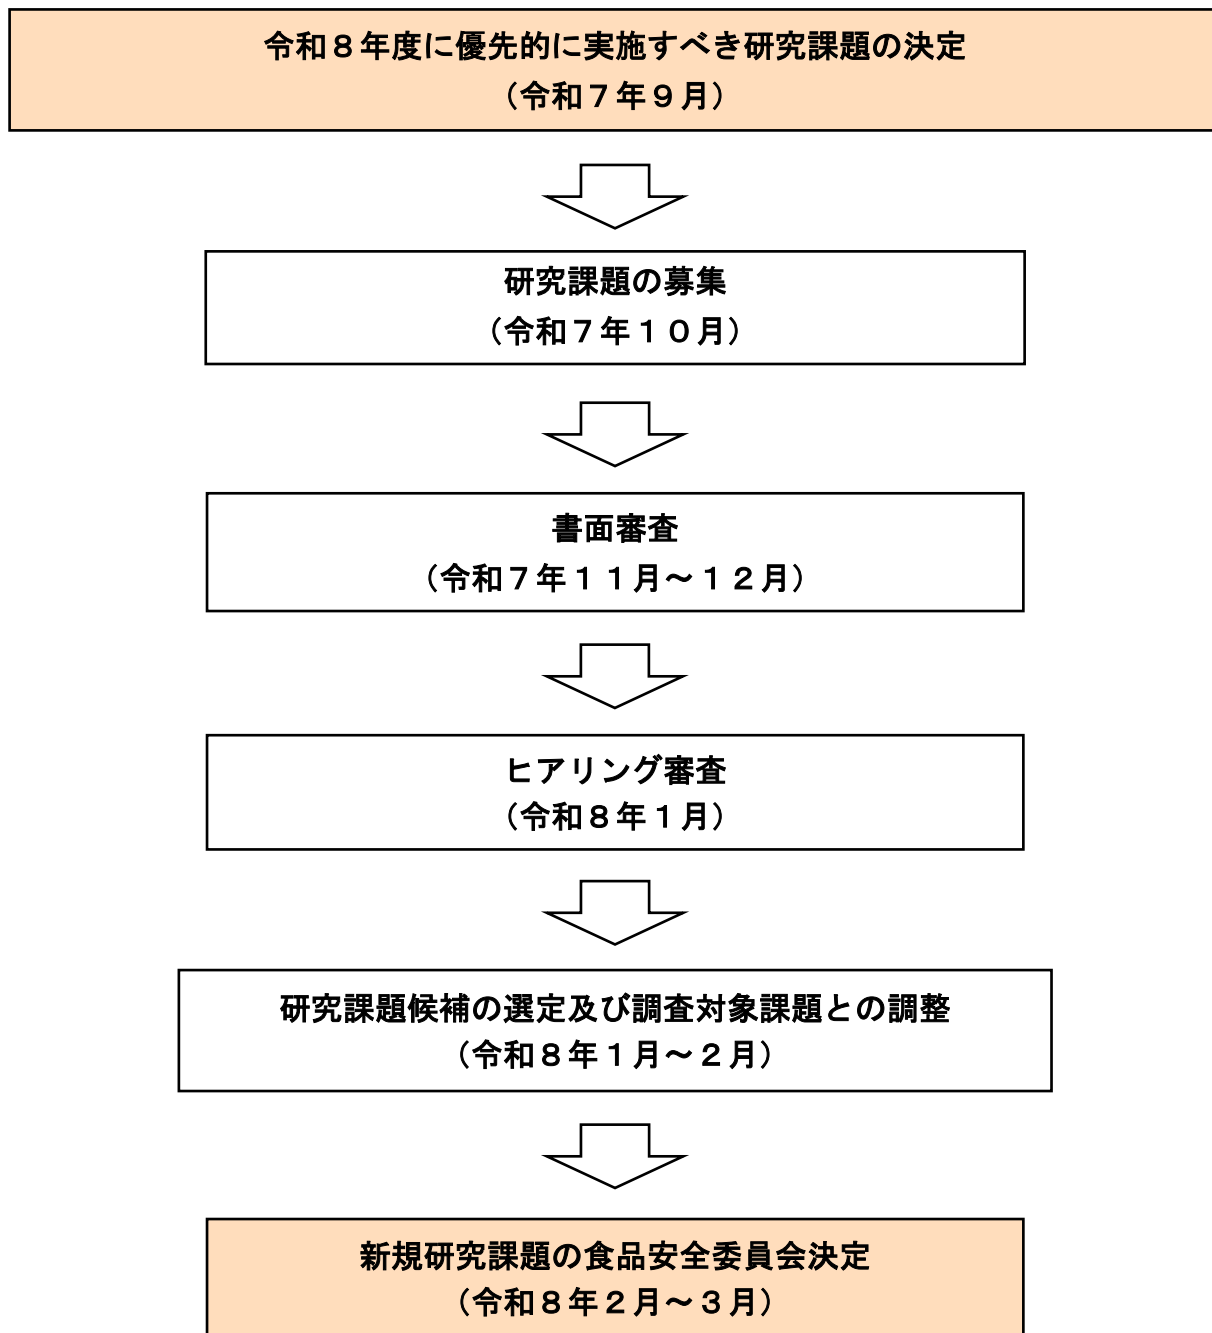 令和８年度に優先的に実施すべき研究課題の決定
（令和７年９月）
研究課題の募集
（令和７年１０月）
書面審査
（令和７年１１月～１２月）
ヒアリング審査
（令和８年１月）
研究課題候補の選定及び調査対象課題との調整
（令和８年１月～２月）
新規研究課題の食品安全委員会決定
（令和８年２月～３月）